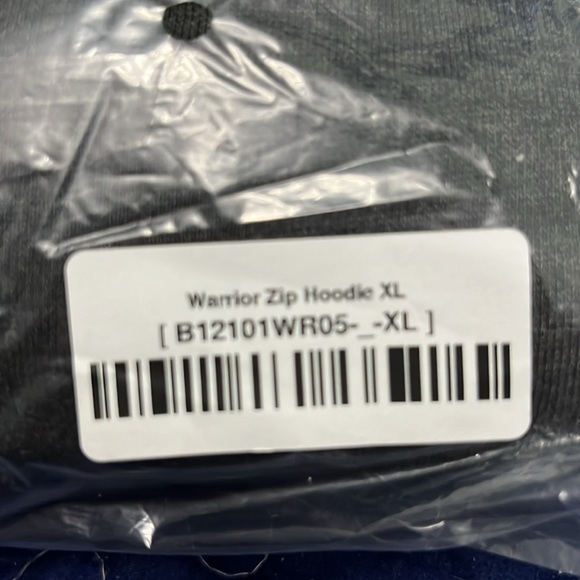 Warrior Zip Hoodie XL
[ B12101WR05-_-XL ]